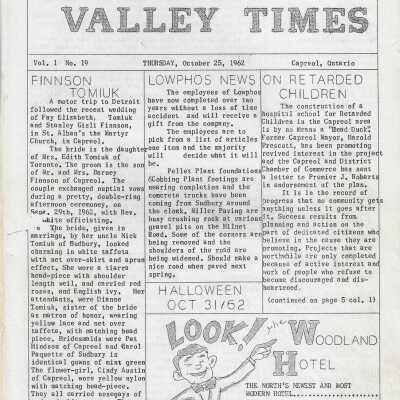 VALLEY TIMES
Vol. 1 No. 19
THURSDAY, October 25, 1962
Capreol, Ontario
FINNSON
TOMIUK
A motor trip to Detroit
followed the recent wedding
of Fay Elizabeth Tomiuk
and Stanley Gisli Finnson,
in St. Alban's the Martyr
Church, in Capreol.
The bride is the daughter
of Mrs. Edith Tomiuk of
Toronto. The groom is the son
of Mr. and Mrs. Barney
Finnson of Capreol. The
couple exchanged nuptial vows
during a pretty, double-ring
afternoon ceremony, on
Sept. 29th, 1962, with Rev.
White officiating.
The bride, given in
marriage, by her uncle Nick
Tomiuk of Sudbury, looked
charming in white taffeta
with net over-skirt and apron
effect. She wore a tiara
head-piece with shoulder
length veil, and carried red
roses, and English ivy. Her
attendants, were Dianne
Tomiuk, sister of the bride
as matron of honor, wearing
yellow lace and net over
taffeta, with matching head
piece, Bridesmaids were Pat
Hindson of Capreol and Carol
Paquette of Sudbury in
identical gowns of mint green
The flower-girl, Cindy Austin
of Capreol, wore yellow nylon
with matching head-piece.
They all carried nosegays of
LOWPHOS NEWS
The employees of Lowphos
have now completed over two
years without a loss of time
accident. and will receive a
gift from the company.
The employees are to
pick from a list of articles
one item and the majority
will decide what it will
be.
Pellet Plant foundations
&Cobbing Plant footings are
nearing completion and the
concrete trucks have been
coming from Sudbury around
the clock, Miller Paving are
busy crushing rock at various
gravel pits on the Milnet
Road. Some of the corners are
being removed and the
shoulders of the road are
being widened. Should make a
nice road when paved next
spring.
HALLOWEEN
OCT 31/62
ON RETARDED
CHILDREN
The construction of a
hospital school for Retarded
Children in the Capreol area
is by no means a "Dead Duck".
Former Capreol Mayor, Harold
Prescott, has been promoting
revived interest in the project
and the Capreol and District
Chamber of Commerce has sent
a letter to Premier J. Robarts
in endorsement of the plan.
It is in the record of
progress that no community gets
anything unless it goes after
it, Success results from
planning and action on the
part of dedicated citizens who
believe in the cause they are
promoting. Projects that are
worthwhile are only completed
because of active interest and
work of people who refuse to
become discouraged and dis-
heartened.
(continued on page 5 col. 1)
LOOK! the WOODLAND
HOTEL
THE NORTH'S NEWEST AND MOST
MODERN HOTEL